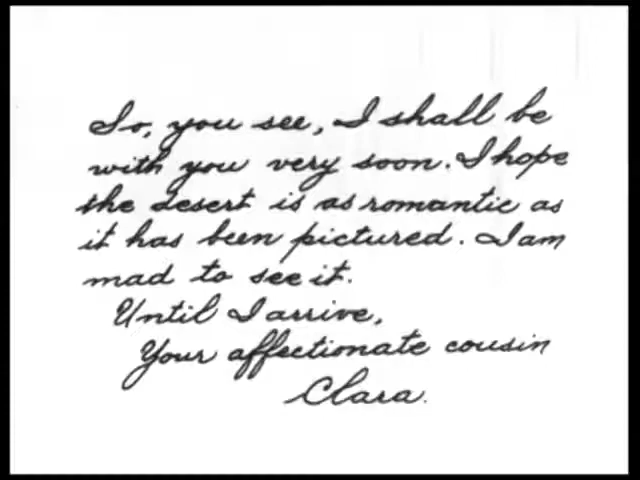 So, you see, I shall be
with you very soon. I hope
the desert is as romantic as
it has been pictured. I am
mad to see it.
Until I arrive,
Your affectionate cousin
Clara.